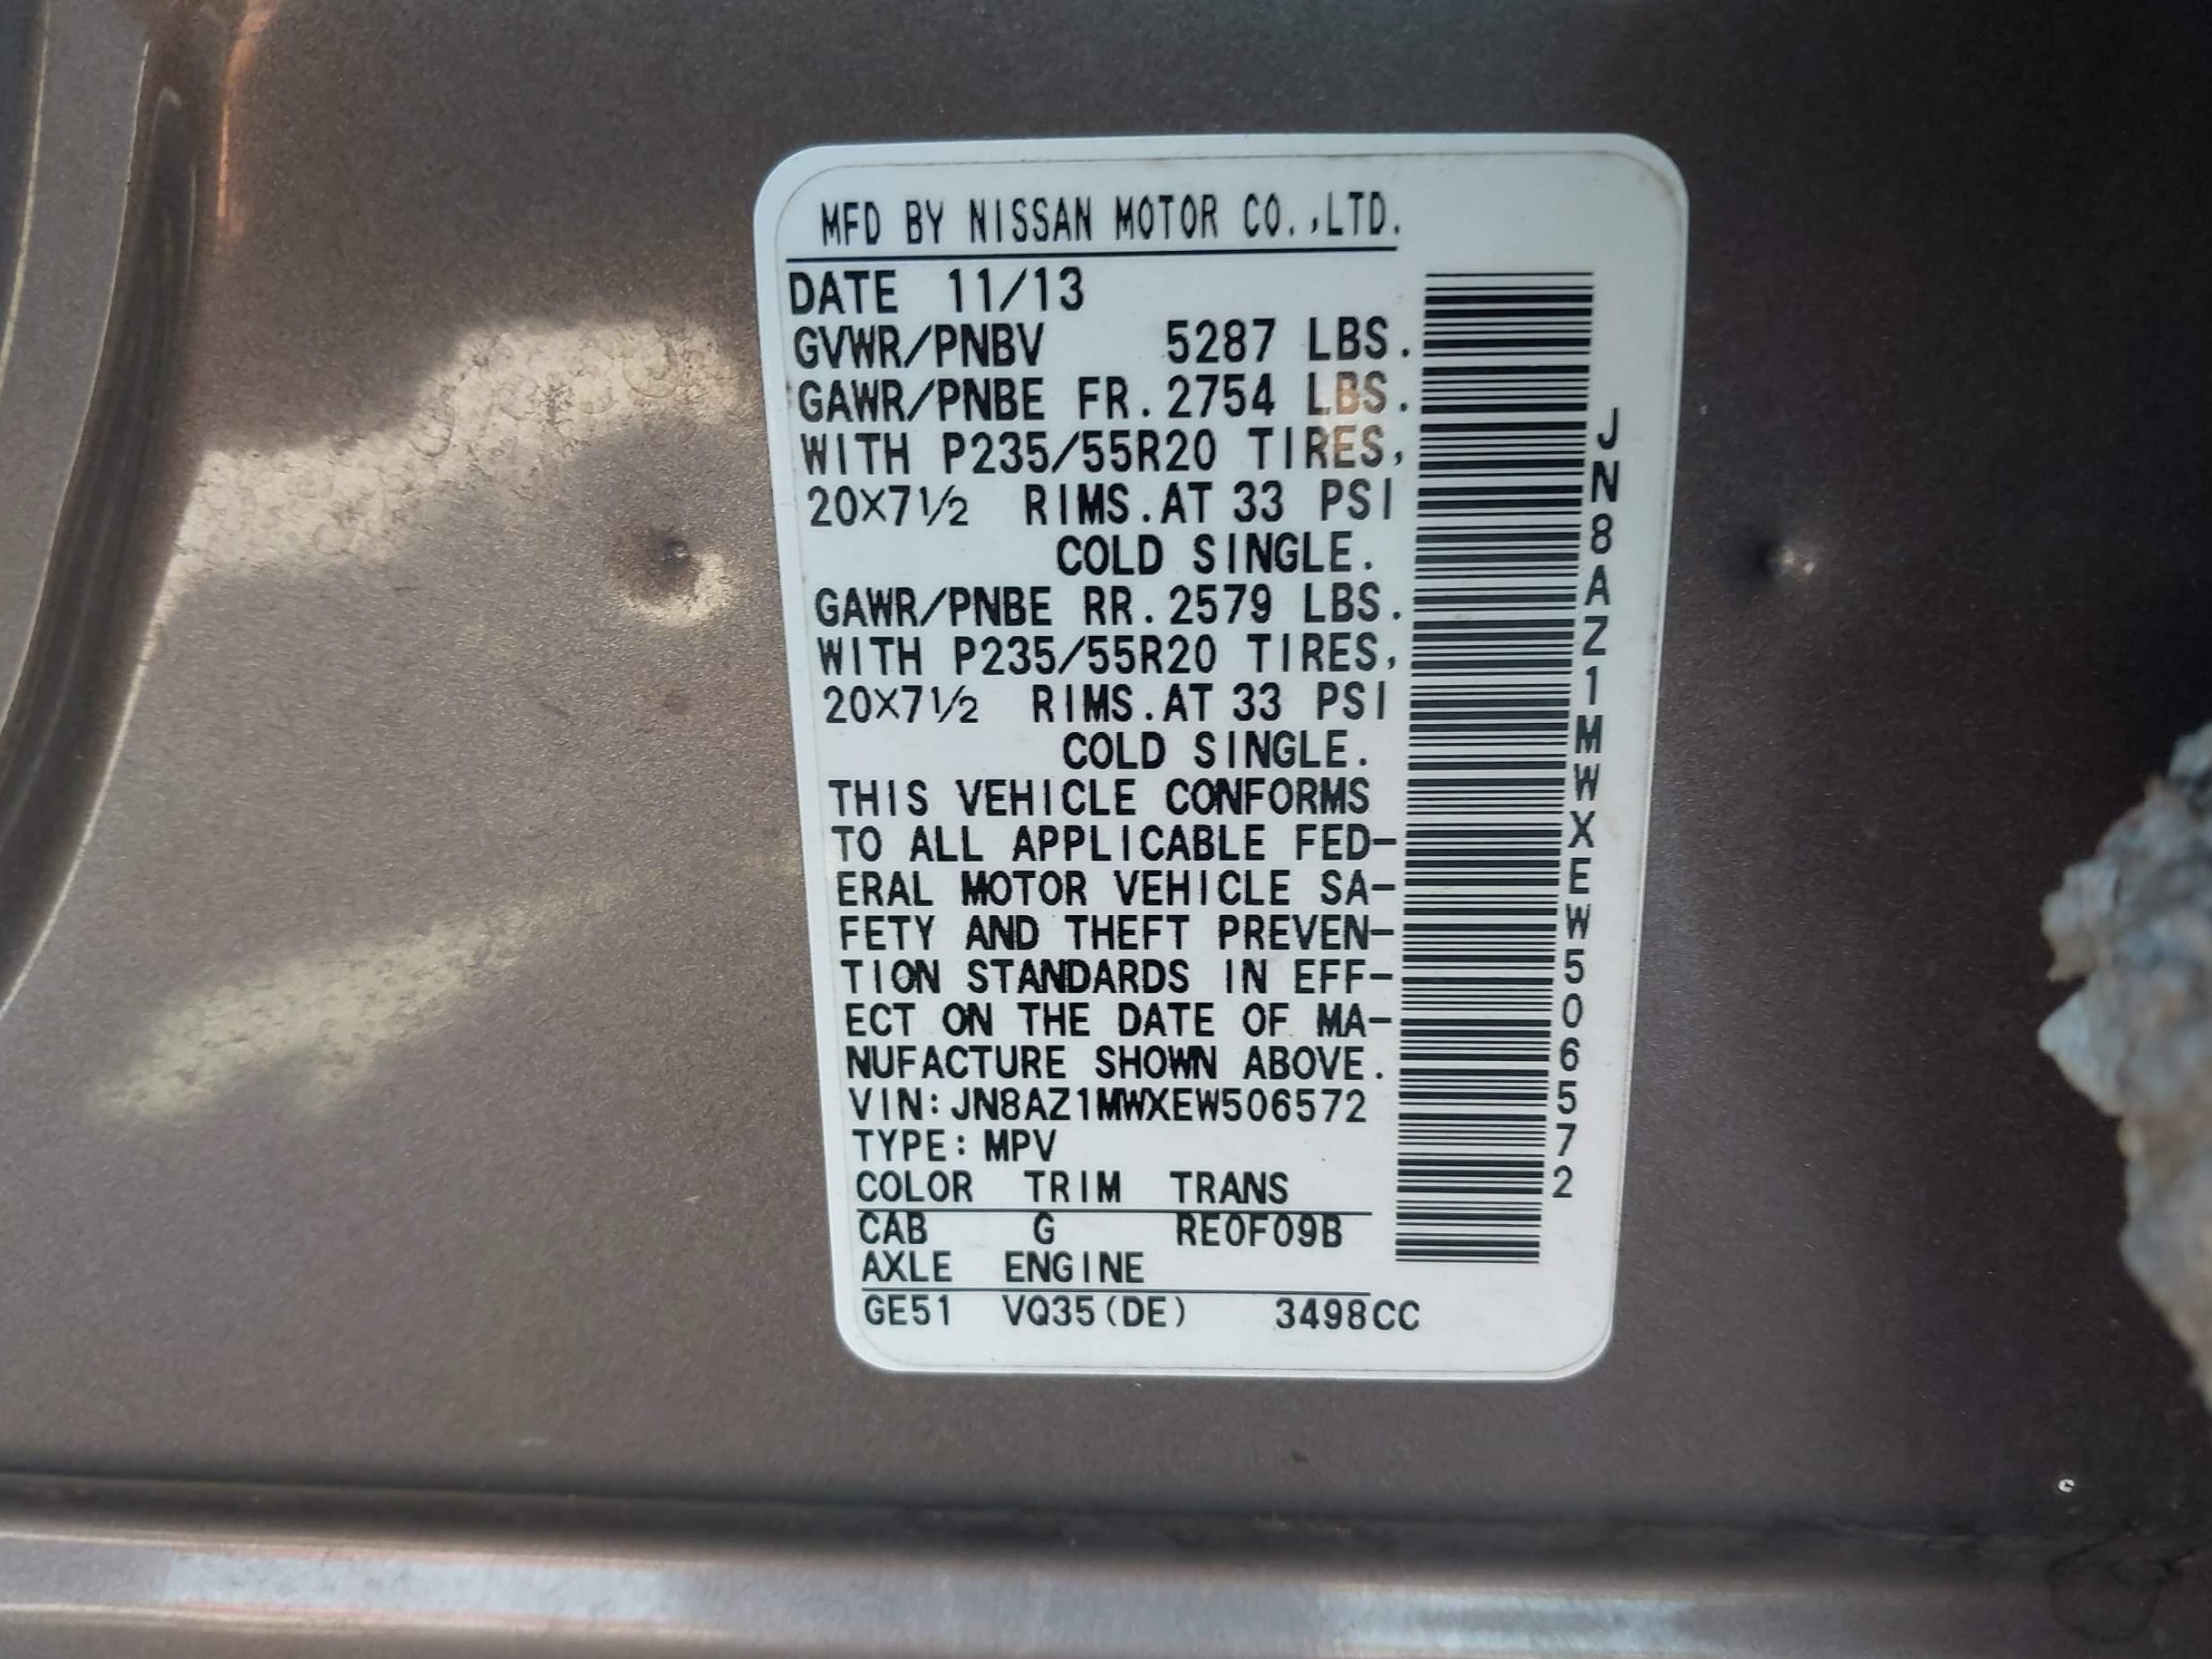 MFD BY NISSAN MOTOR CO.,LTD.
DATE 11/13
GVWR/PNBV 5287 LBS.
GAWR/PNBE FR.2754 LBS.
WITH P235/55R20 TIRES,
20X7½ RIMS.AT 33 PSI
COLD SINGLE.
GAWR/PNBE RR.2579 LBS.
WITH P235/55R20 TIRES,
20X7½ RIMS.AT 33 PSI
COLD SINGLE.
THIS VEHICLE CONFORMS
TO ALL APPLICABLE FED-
ERAL MOTOR VEHICLE SA-
FETY AND THEFT PREVEN-
TION STANDARDS IN EFF-
ECT ON THE DATE OF MA-
NUFACTURE SHOWN ABOVE.
VIN:JN8AZ1MWXEW506572
TYPE:MPV
COLOR TRIM TRANS
CAB G RE0F09B
AXLE ENGINE
GE51 VQ35(DE) 3498CC
JN8AZ1MWXEW506572